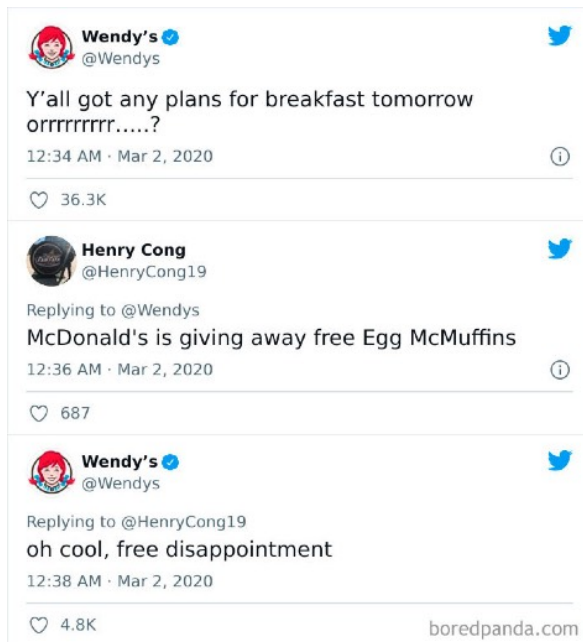 Wendy's
@Wendys
Y'all got any plans for breakfast tomorrow
orrrrrrrrr.....?
12:34 AM · Mar 2, 2020
36.3K
Henry Cong
@HenryCong19
Replying to @Wendys
McDonald's is giving away free Egg McMuffins
12:36 AM · Mar 2, 2020
687
Wendy's
@Wendys
Replying to @HenryCong19
oh cool, free disappointment
12:38 AM · Mar 2, 2020
4.8K
boredpanda.com